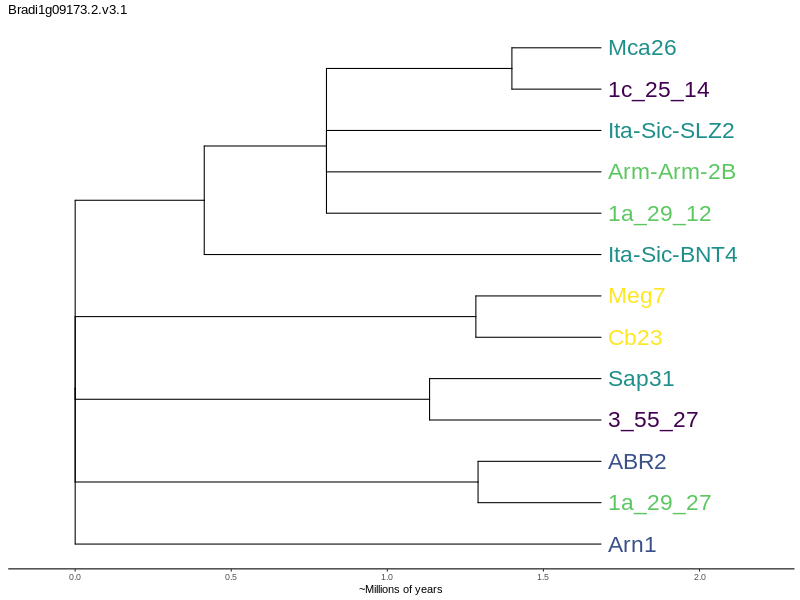 Bradi1g09173.2.v3.1
Mca26
1c_25_14
Ita-Sic-SLZ2
Arm-Arm-2B
1a_29_12
Ita-Sic-BNT4
Meg7
Cb23
Sap31
3_55_27
ABR2
1a_29_27
Arn1
0.0 0.5 1.0 1.5 2.0
~Millions of years